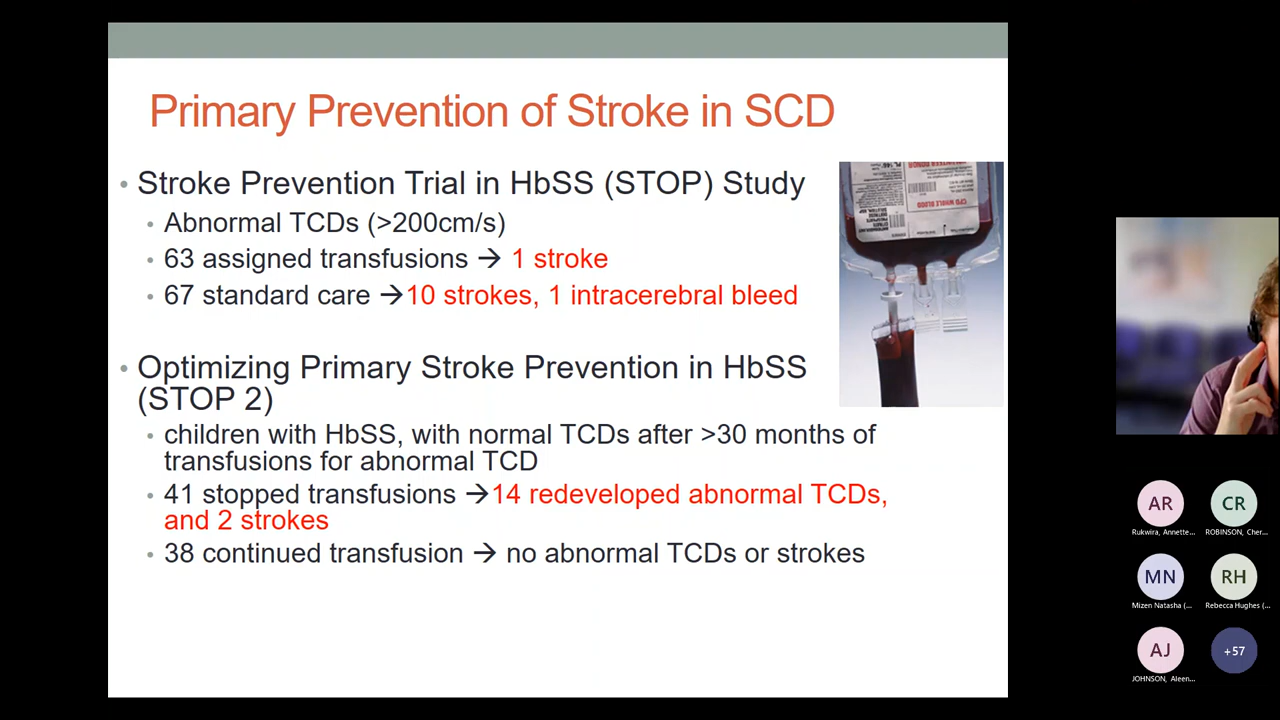 Primary Prevention of Stroke in SCD
• Stroke Prevention Trial in HbSS (STOP) Study
• Abnormal TCDs (>200cm/s)
• 63 assigned transfusions → 1 stroke
• 67 standard care →10 strokes, 1 intracerebral bleed
• Optimizing Primary Stroke Prevention in HbSS
(STOP 2)
• children with HbSS, with normal TCDs after >30 months of
transfusions for abnormal TCD
• 41 stopped transfusions →14 redeveloped abnormal TCDs,
and 2 strokes
• 38 continued transfusion → no abnormal TCDs or strokes
CPD WHOLE BLOOD
AR
CR
Rukwira, Annette...
ROBINSON, Cher...
MN
RH
Mizen Natasha (...
Rebecca Hughes (...
AJ
+57
JOHNSON, Aleen...